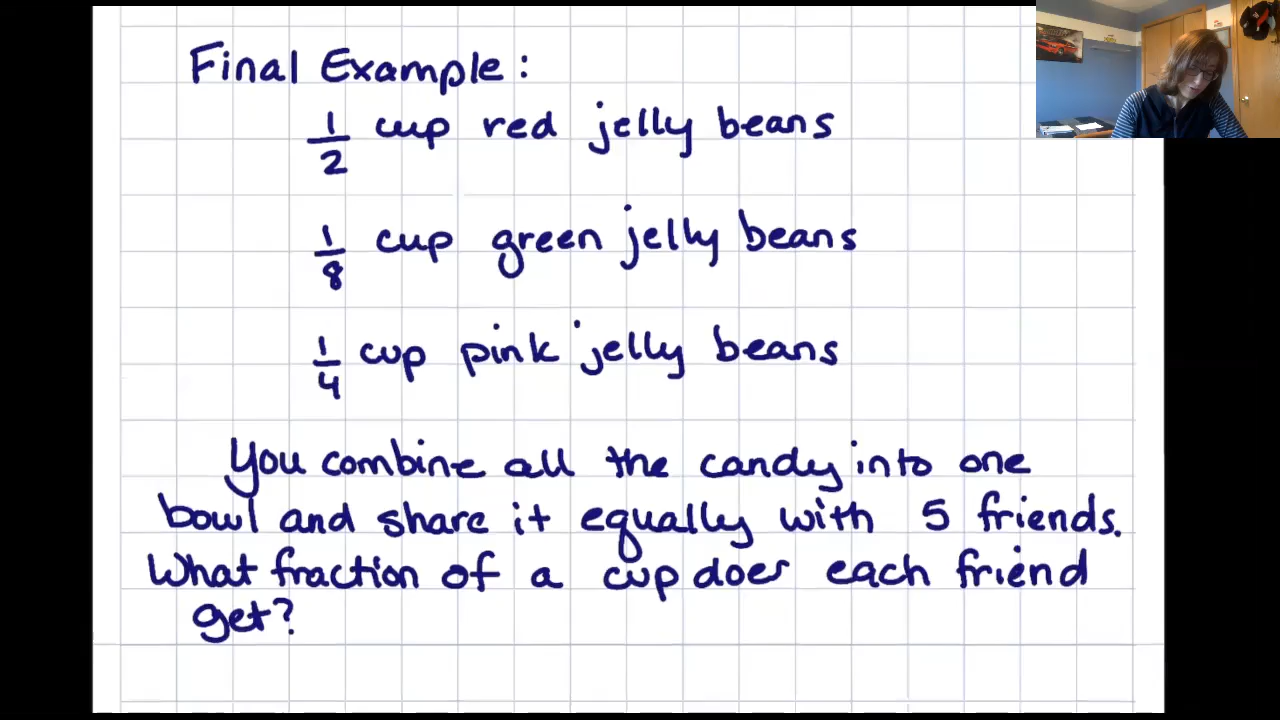 Final Example:
1/2 cup red jelly beans
1/8 cup green jelly beans
1/4 cup pink jelly beans
You combine all the candy into one
bowl and share it equally with 5 friends.
What fraction of a cup does each friend
get?